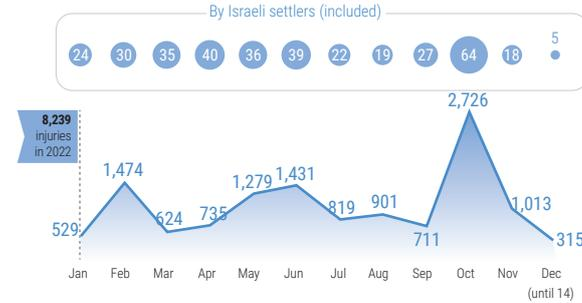 By Israeli settlers (included)
24 30 35 40 36 39 22 19 27 64 18 5
8,239
injuries
in 2022
529 1,474 624 735 1,279 1,431 819 901 711 2,726 1,013 315
Jan Feb Mar Apr May Jun Jul Aug Sep Oct Nov Dec
(until 14)